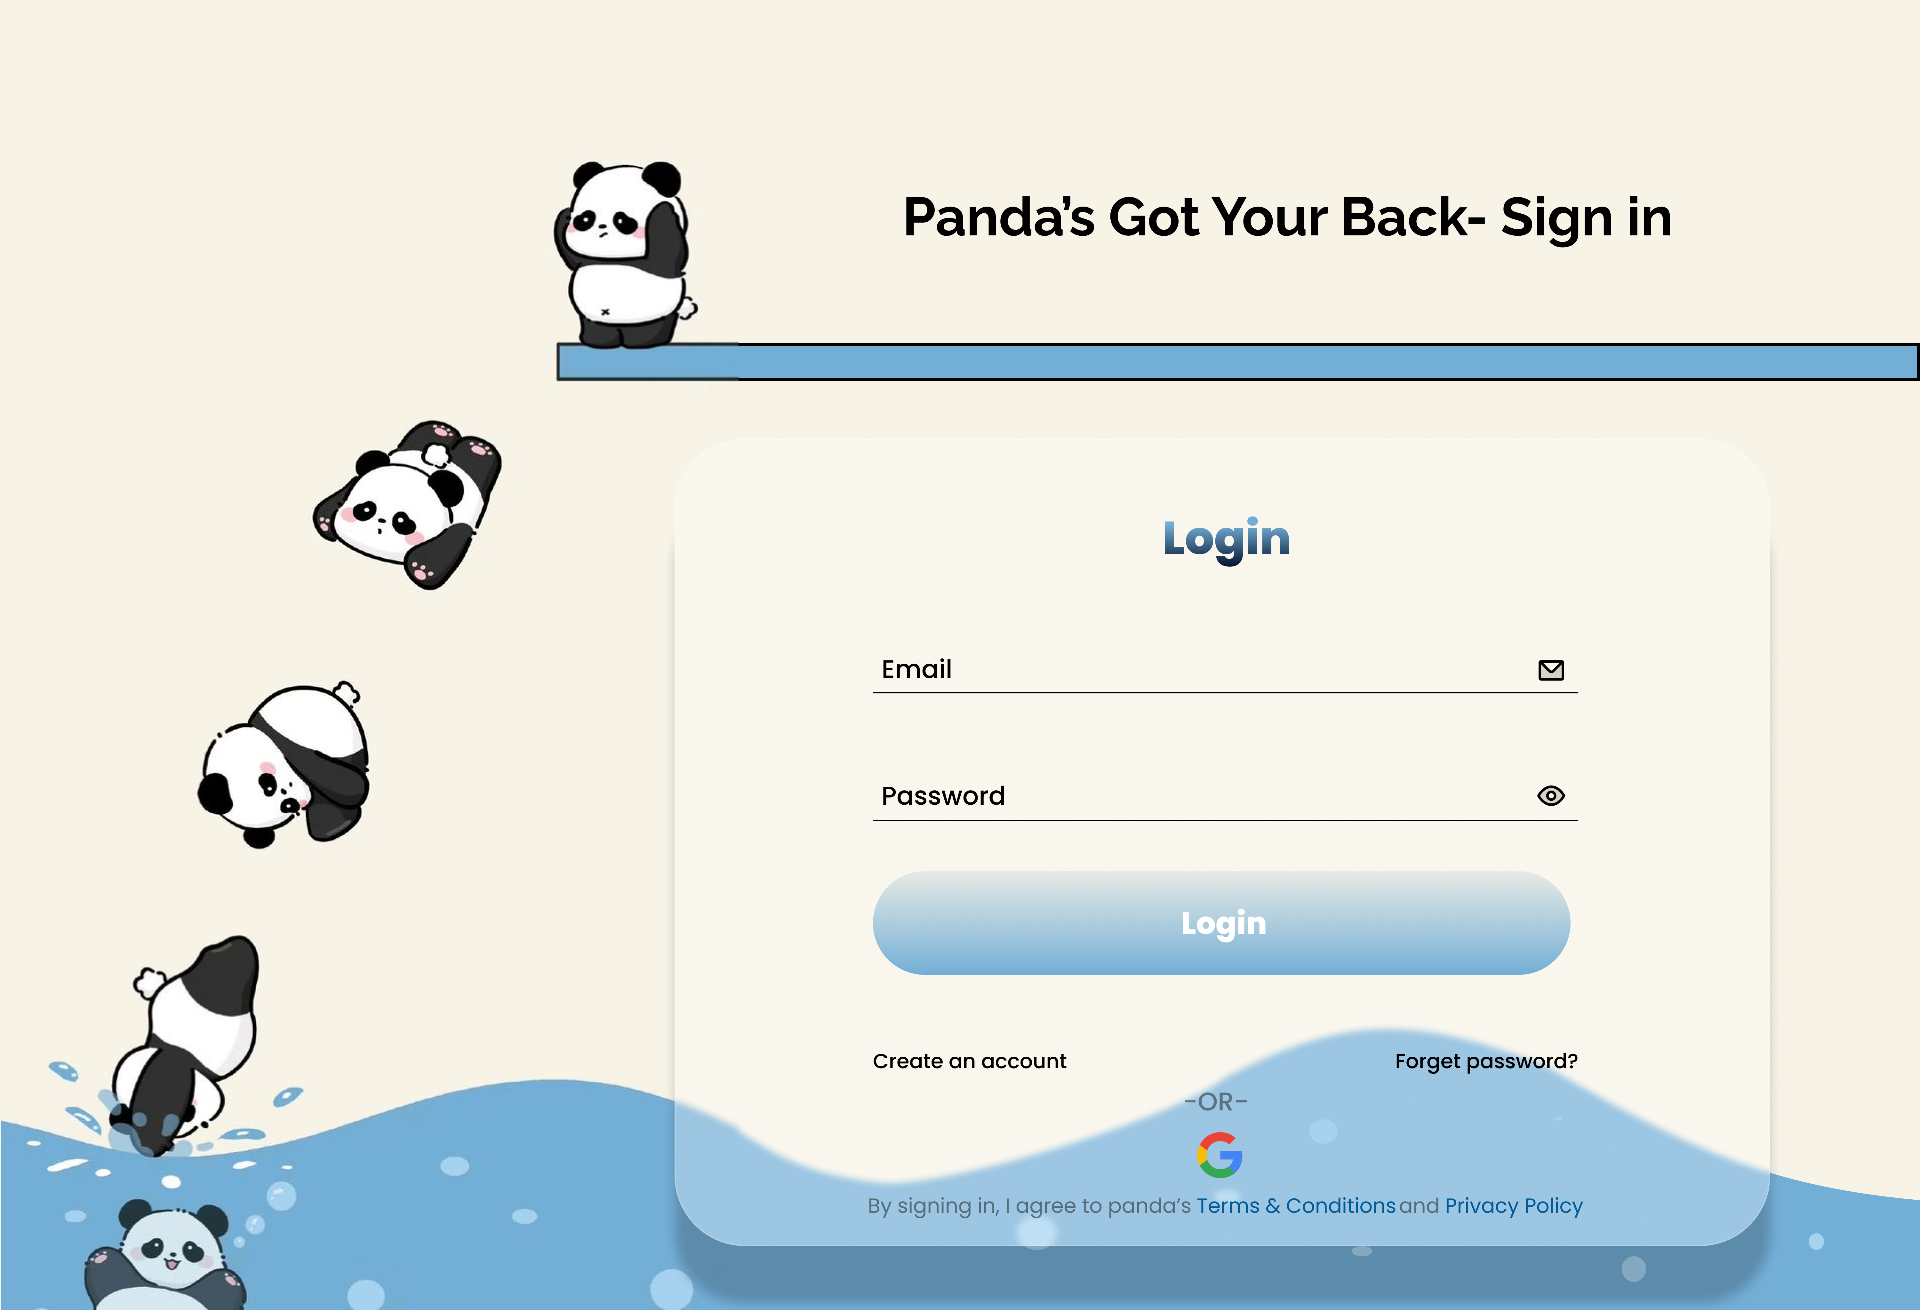 Panda’s Got Your Back- Sign in
Login
Email
Password
Login
Create an account
Forget password?
-OR-
By signing in, I agree to panda’s Terms & Conditions and Privacy Policy